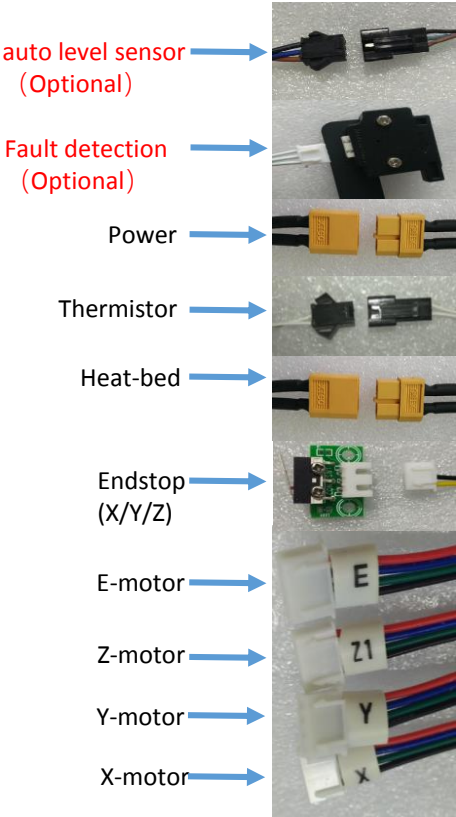 auto level sensor
（Optional）
Fault detection
（Optional）
Power
Thermistor
Heat-bed
Endstop
(X/Y/Z)
E-motor
E
Z-motor
Z1
Y-motor
Y
X-motor
X